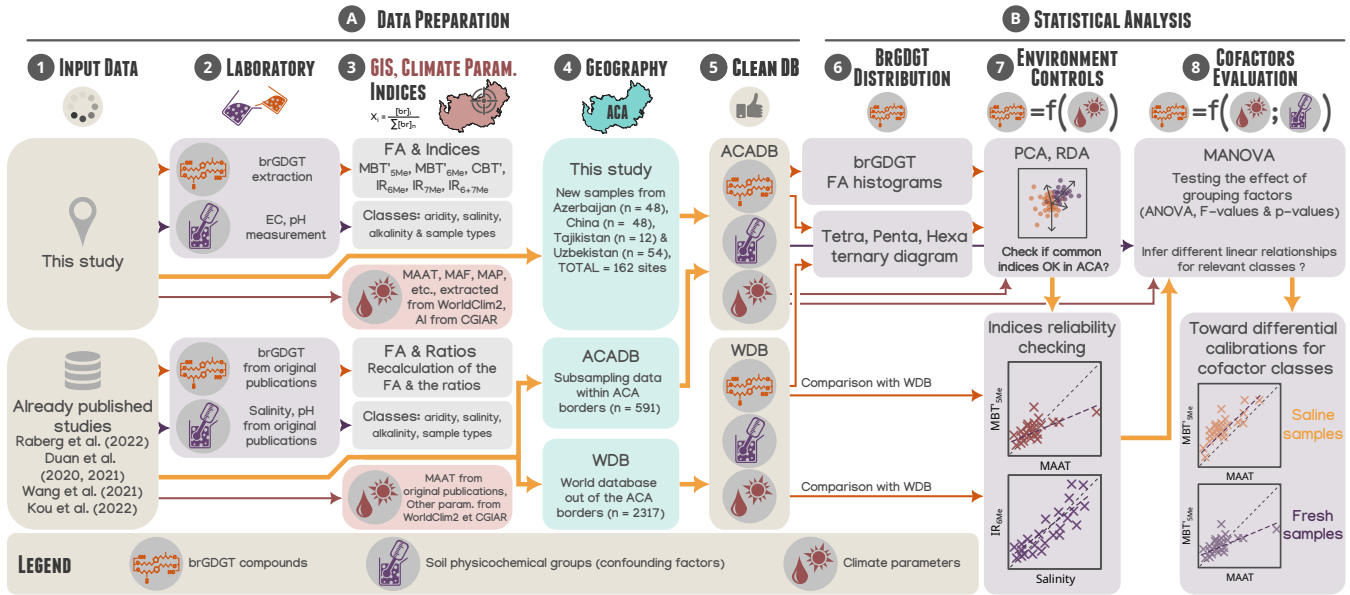 A DATA PREPARATION
B STATISTICAL ANALYSIS
1 INPUT DATA
2 LABORATORY
3 GIS, CLIMATE PARAM.
INDICES
Xi = [br]i / ∑[br]n
4 GEOGRAPHY
ACA
5 CLEAN DB
6 BRGDGT
DISTRIBUTION
7 ENVIRONMENT
CONTROLS
=f( )
8 COFACTORS
EVALUATION
=f( ; )
This study
brGDGT
extraction
EC, pH
measurement
FA & Indices
MBT'5Me, MBT'6Me, CBT',
IR6Me, IR7Me, IR6+7Me
Classes: aridity, salinity,
alkalinity & sample types
MAAT, MAF, MAP,
etc., extracted
from WorldClim2,
AI from CGIAR
This study
New samples from
Azerbaijan (n = 48),
China (n = 48),
Tajikistan (n = 12) &
Uzbekistan (n = 54),
TOTAL = 162 sites
ACADB
brGDGT
FA histograms
Tetra, Penta, Hexa
ternary diagram
PCA, RDA
Check if common
indices OK in ACA?
MANOVA
Testing the effect of
grouping factors
(ANOVA, F-values & p-values)
Infer different linear relationships
for relevant classes ?
Already published
studies
Raberg et al. (2022)
Duan et al.
(2020, 2021)
Wang et al. (2021)
Kou et al. (2022)
brGDGT
from original
publications
Salinity, pH
from original
publications
FA & Ratios
Recalculation of the
FA & the ratios
Classes: aridity, salinity,
alkalinity, sample types
MAAT from
original publications,
Other param. from
WorldClim2 et CGIAR
ACADB
Subsampling data
within ACA
borders (n = 591)
WDB
World database
out of the ACA
borders (n = 2317)
WDB
Comparison with WDB
Comparison with WDB
Indices reliability
checking
MBT'5Me
MAAT
IR6Me
Salinity
Toward differential
calibrations for
cofactor classes
MBT'5Me
MAAT
Saline
samples
MBT'5Me
MAAT
Fresh
samples
LEGEND
brGDGT compounds
Soil physicochemical groups (confounding factors)
Climate parameters